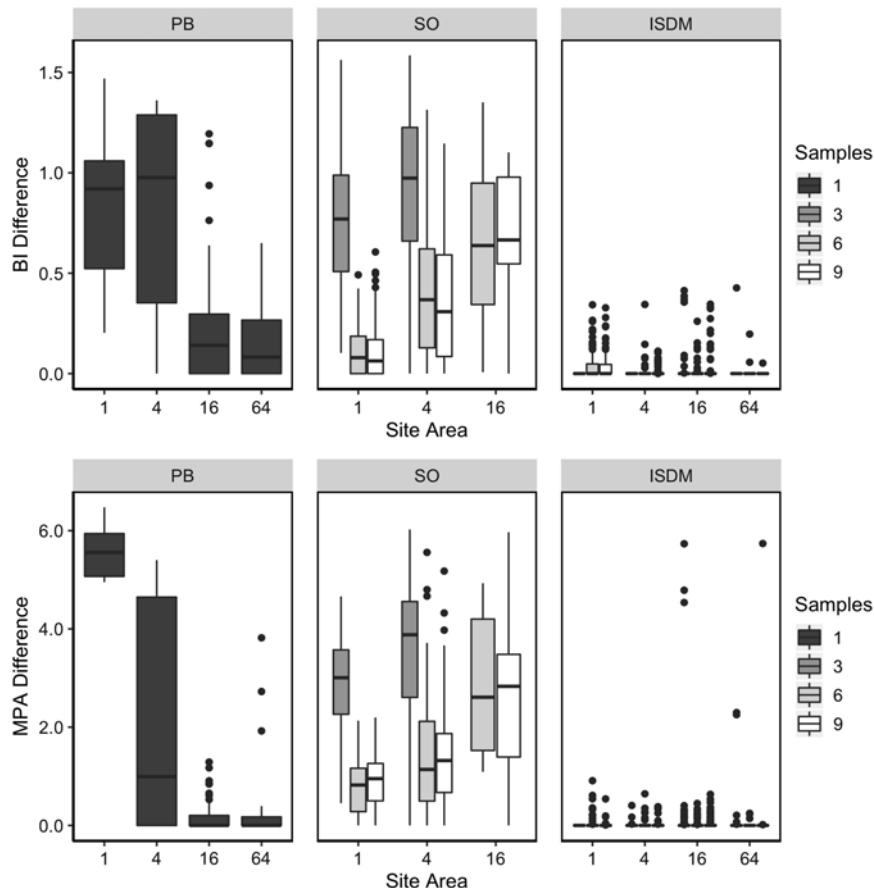 PB SO ISDM
1.5
1.0
0.5
0.0
BI Difference
1 4 16 64 1 4 16 1 4 16 64
Site Area
Samples
1
3
6
9
PB SO ISDM
6.0
4.0
2.0
0.0
MPA Difference
1 4 16 64 1 4 16 1 4 16 64
Site Area
Samples
1
3
6
9